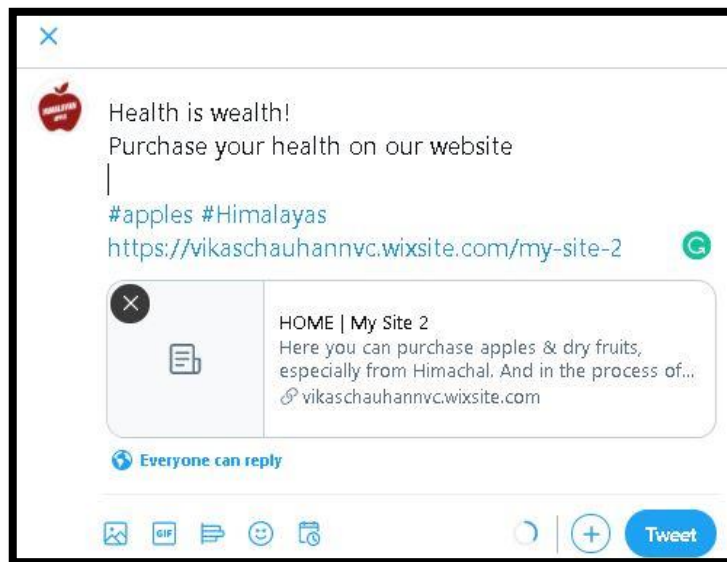 HIMALAYAN
Health is wealth!
Purchase your health on our website
#apples #Himalayas
https://vikaschauhannvc.wixsite.com/my-site-2
HOME | My Site 2
Here you can purchase apples & dry fruits,
especially from Himachal. And in the process of...
vikaschauhannvc.wixsite.com
Everyone can reply
GIF
Tweet